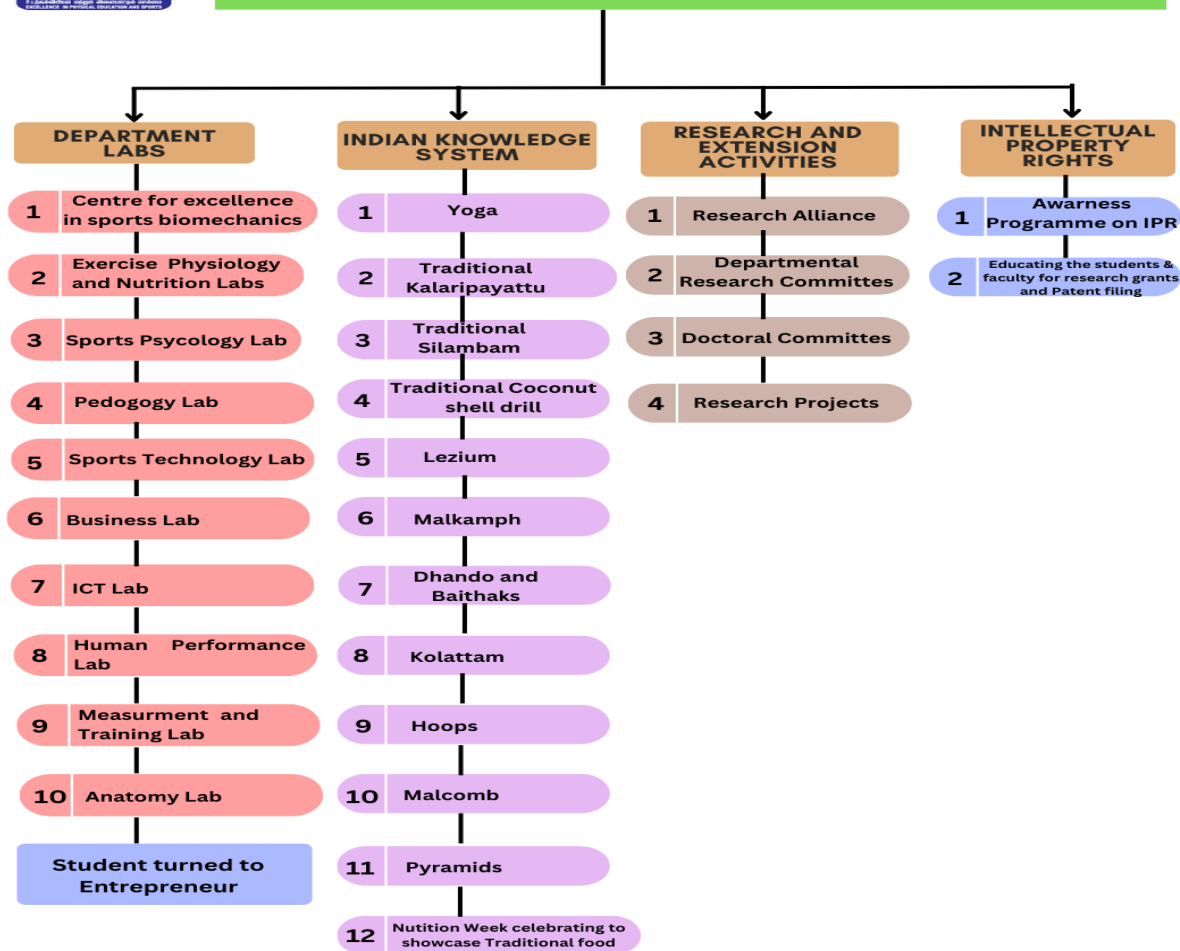 EXCELLENCE IN PHYSICAL EDUCATION AND SPORTS
DEPARTMENT
LABS
1
Centre for excellence
in sports biomechanics
2
Exercise Physiology
and Nutrition Labs
3
Sports Psycology Lab
4
Pedogogy Lab
5
Sports Technology Lab
6
Business Lab
7
ICT Lab
8
Human Performance
Lab
9
Measurment and
Training Lab
10
Anatomy Lab
Student turned to
Entrepreneur
INDIAN KNOWLEDGE
SYSTEM
1
Yoga
2
Traditional
Kalaripayattu
3
Traditional
Silambam
4
Traditional Coconut
shell drill
5
Lezium
6
Malkamph
7
Dhando and
Baithaks
8
Kolattam
9
Hoops
10
Malcomb
11
Pyramids
12
Nutition Week celebrating to
showcase Traditional food
RESEARCH AND
EXTENSION
ACTIVITIES
1
Research Alliance
2
Departmental
Research Committes
3
Doctoral Committes
4
Research Projects
INTELLECTUAL
PROPERTY
RIGHTS
1
Awarness
Programme on IPR
2
Educating the students &
faculty for research grants
and Patent filing